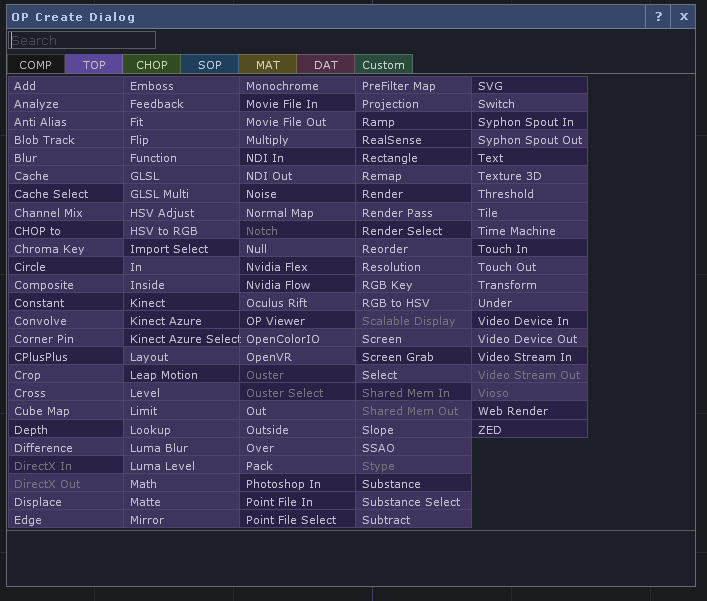 OP Create Dialog ? x
Search
COMP TOP CHOP SOP MAT DAT Custom
Add
Analyze
Anti Alias
Blob Track
Blur
Cache
Cache Select
Channel Mix
CHOP to
Chroma Key
Circle
Composite
Constant
Convolve
Corner Pin
CPlusPlus
Crop
Cross
Cube Map
Depth
Difference
DirectX In
DirectX Out
Displace
Edge
Emboss
Feedback
Fit
Flip
Function
GLSL
GLSL Multi
HSV Adjust
HSV to RGB
Import Select
In
Inside
Kinect
Kinect Azure
Kinect Azure Select
Layout
Leap Motion
Level
Limit
Lookup
Luma Blur
Luma Level
Math
Matte
Mirror
Monochrome
Movie File In
Movie File Out
Multiply
NDI In
NDI Out
Noise
Normal Map
Notch
Null
Nvidia Flex
Nvidia Flow
Oculus Rift
OP Viewer
OpenColorIO
OpenVR
Ouster
Ouster Select
Out
Outside
Over
Pack
Photoshop In
Point File In
Point File Select
PreFilter Map
Projection
Ramp
RealSense
Rectangle
Remap
Render
Render Pass
Render Select
Reorder
Resolution
RGB Key
RGB to HSV
Scalable Display
Screen
Screen Grab
Select
Shared Mem In
Shared Mem Out
Slope
SSAO
Stype
Substance
Substance Select
Subtract
SVG
Switch
Syphon Spout In
Syphon Spout Out
Text
Texture 3D
Threshold
Tile
Time Machine
Touch In
Touch Out
Transform
Under
Video Device In
Video Device Out
Video Stream In
Video Stream Out
Vioso
Web Render
ZED